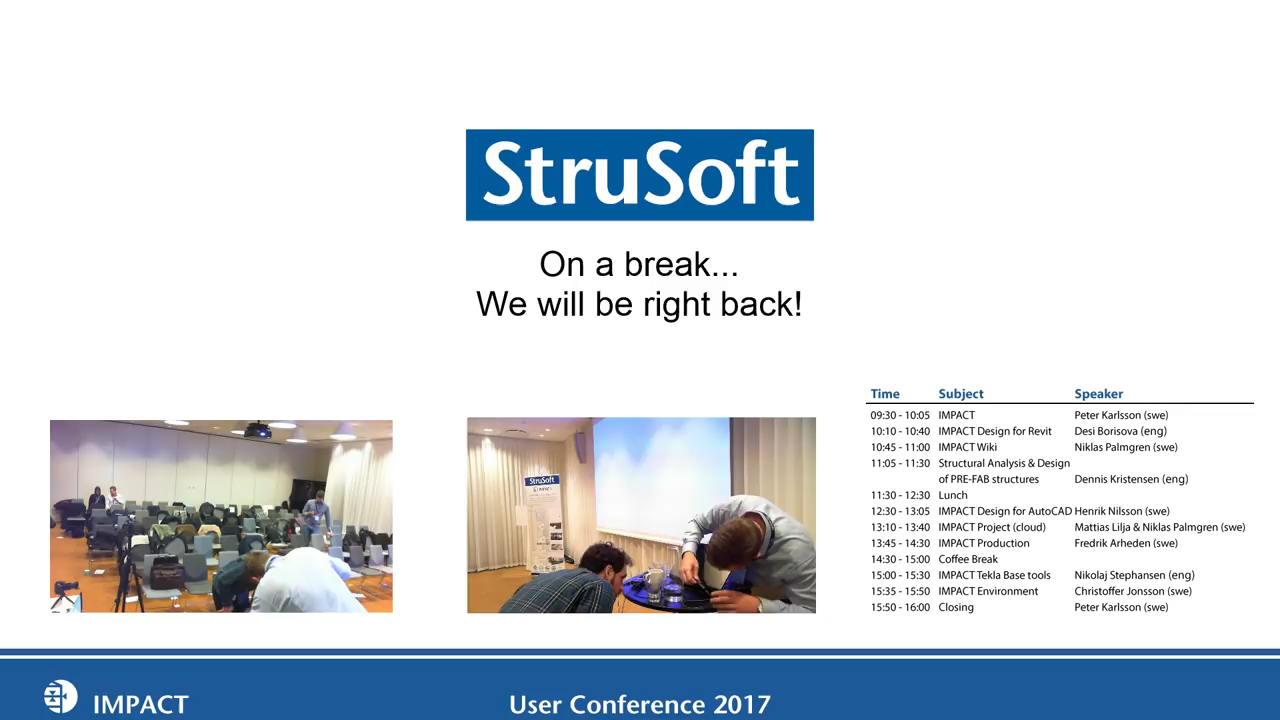 StruSoft
On a break...
We will be right back!
StruSoft
Time Subject Speaker
09:30 - 10:05 IMPACT Peter Karlsson (swe)
10:10 - 10:40 IMPACT Design for Revit Desi Borisova (eng)
10:45 - 11:00 IMPACT Wiki Niklas Palmgren (swe)
11:05 - 11:30 Structural Analysis & Design
of PRE-FAB structures Dennis Kristensen (eng)
11:30 - 12:30 Lunch
12:30 - 13:05 IMPACT Design for AutoCAD Henrik Nilsson (swe)
13:10 - 13:40 IMPACT Project (cloud) Mattias Lilja & Niklas Palmgren (swe)
13:45 - 14:30 IMPACT Production Fredrik Arheden (swe)
14:30 - 15:00 Coffee Break
15:00 - 15:30 IMPACT Tekla Base tools Nikolaj Stephansen (eng)
15:35 - 15:50 IMPACT Environment Christoffer Jonsson (swe)
15:50 - 16:00 Closing Peter Karlsson (swe)
IMPACT
User Conference 2017